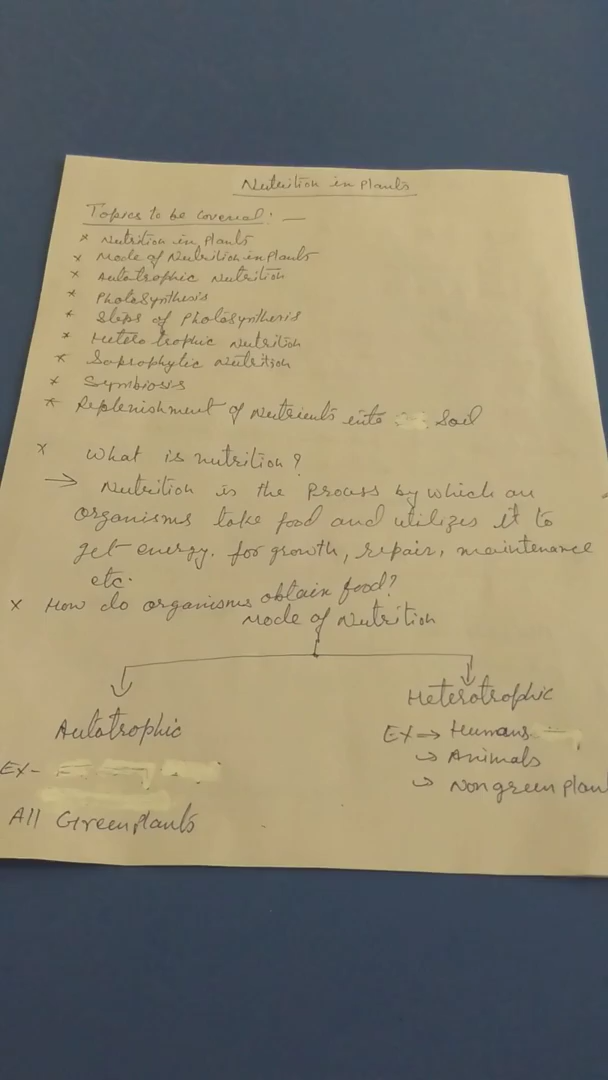 Nutrition in Plants
Topics to be coverial: —
* Nutrition in Plants
* Mode of Nutrition in Plants
* Autotrophic Nutrition
* PhotoSynthesis
* Steps of Photosynthesis
* Heterotrophic Nutrition
* Saprophytic Nutrition
* Symbiosis
* Replenishment of Nutrients into Soil
* What is nutrition?
→ Nutrition is the process by which an
organisms take food and utilizes it to
get energy. for growth, repair, maintenance
etc.
× How do organisms obtain food?
Mode of Nutrition
Autotrophic
Ex-
All Greenplants
Heterotrophic
Ex → Humans
→ Animals
→ Nongreen plan